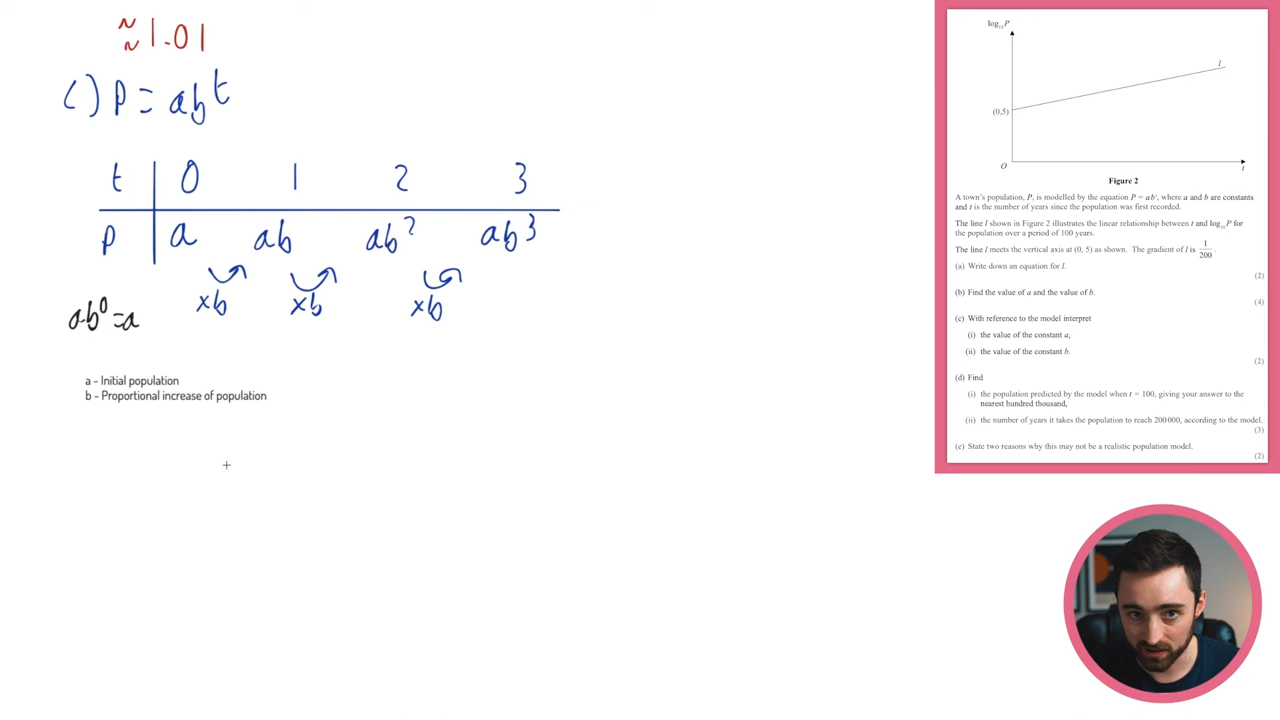 ≈ 1.01
c) P = ab^t
t | 0 1 2 3
P | a ab ab² ab³
×b ×b ×b
ab⁰ = a
a - Initial population
b - Proportional increase of population
log₁₀P
l
(0,5)
O
t
Figure 2
A town's population, P, is modelled by the equation P = abᵗ, where a and b are constants
and t is the number of years since the population was first recorded.
The line l shown in Figure 2 illustrates the linear relationship between t and log₁₀P for
the population over a period of 100 years.
The line l meets the vertical axis at (0, 5) as shown. The gradient of l is 1/200.
(a) Write down an equation for l.
(2)
(b) Find the value of a and the value of b.
(4)
(c) With reference to the model interpret
(i) the value of the constant a,
(ii) the value of the constant b.
(2)
(d) Find
(i) the population predicted by the model when t = 100, giving your answer to the
nearest hundred thousand,
(ii) the number of years it takes the population to reach 200000, according to the model.
(3)
(e) State two reasons why this may not be a realistic population model.
(2)